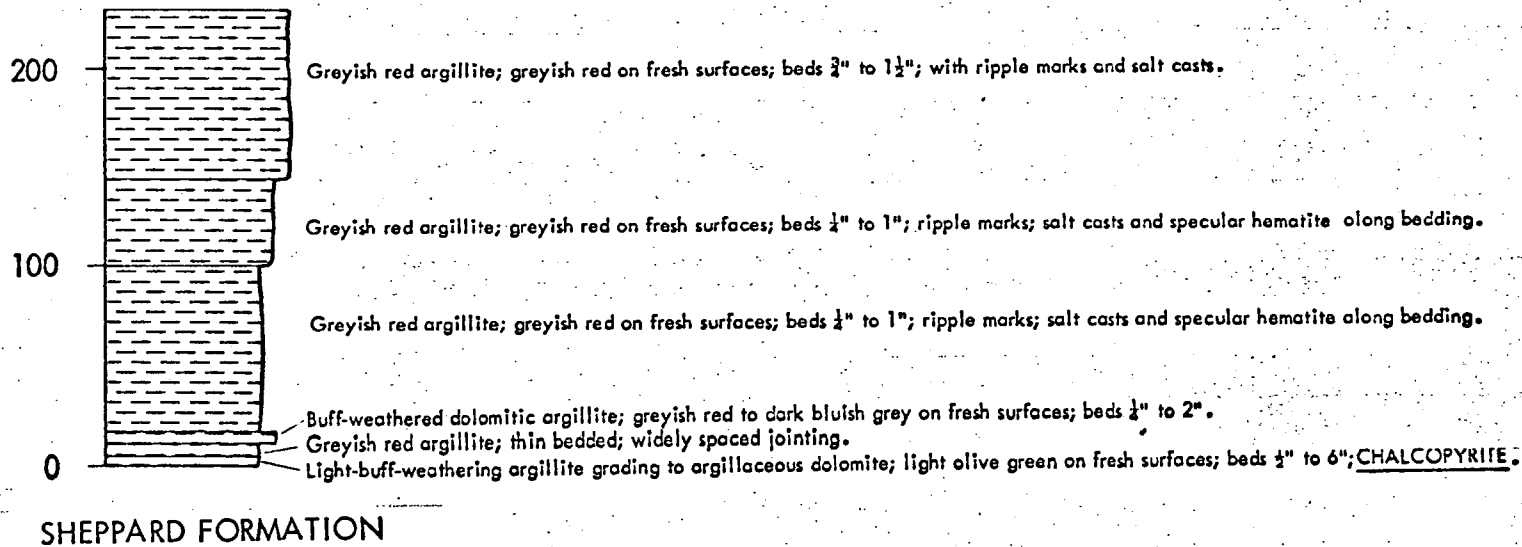 200
Greyish red argillite; greyish red on fresh surfaces; beds ¾" to 1½"; with ripple marks and salt casts.
Greyish red argillite; greyish red on fresh surfaces; beds ¼" to 1"; ripple marks; salt casts and specular hematite along bedding.
100
Greyish red argillite; greyish red on fresh surfaces; beds ¼" to 1"; ripple marks; salt casts and specular hematite along bedding.
Buff-weathered dolomitic argillite; greyish red to dark bluish grey on fresh surfaces; beds ¼" to 2".
Greyish red argillite; thin bedded; widely spaced jointing.
0
Light-buff-weathering argillite grading to argillaceous dolomite; light olive green on fresh surfaces; beds ½" to 6"; CHALCOPYRITE.
SHEPPARD FORMATION